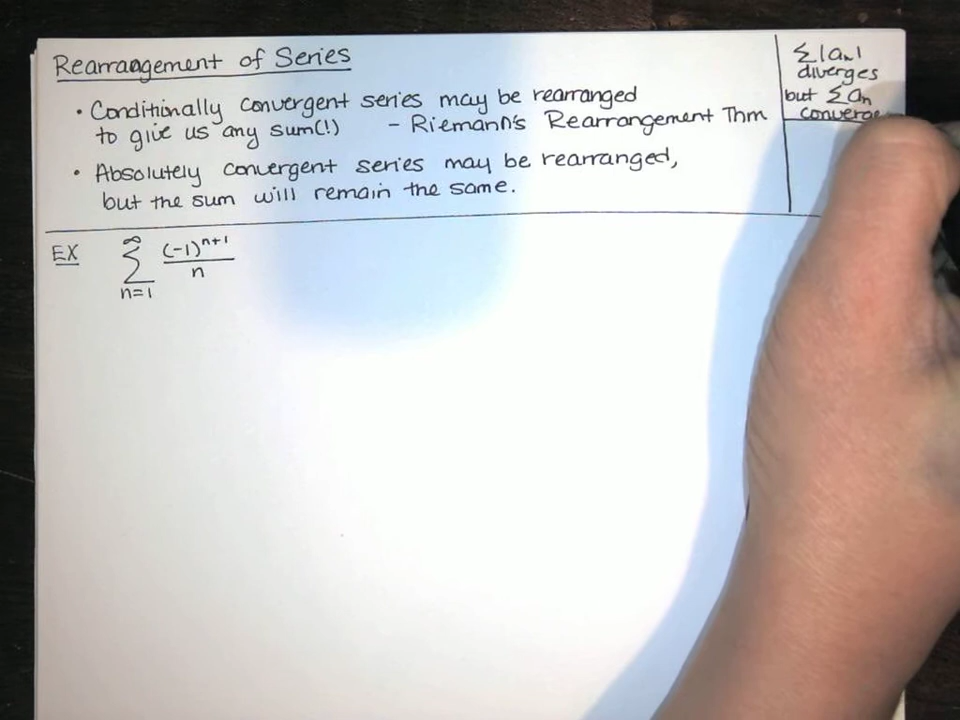 Rearrangement of Series
• Conditionally convergent series may be rearranged
to give us any sum(!) - Riemann's Rearrangement Thm
• Absolutely convergent series may be rearranged,
but the sum will remain the same.
Σ|an|
diverges
but Σan
EX ∞
Σ (-1)^n+1 / n
n=1